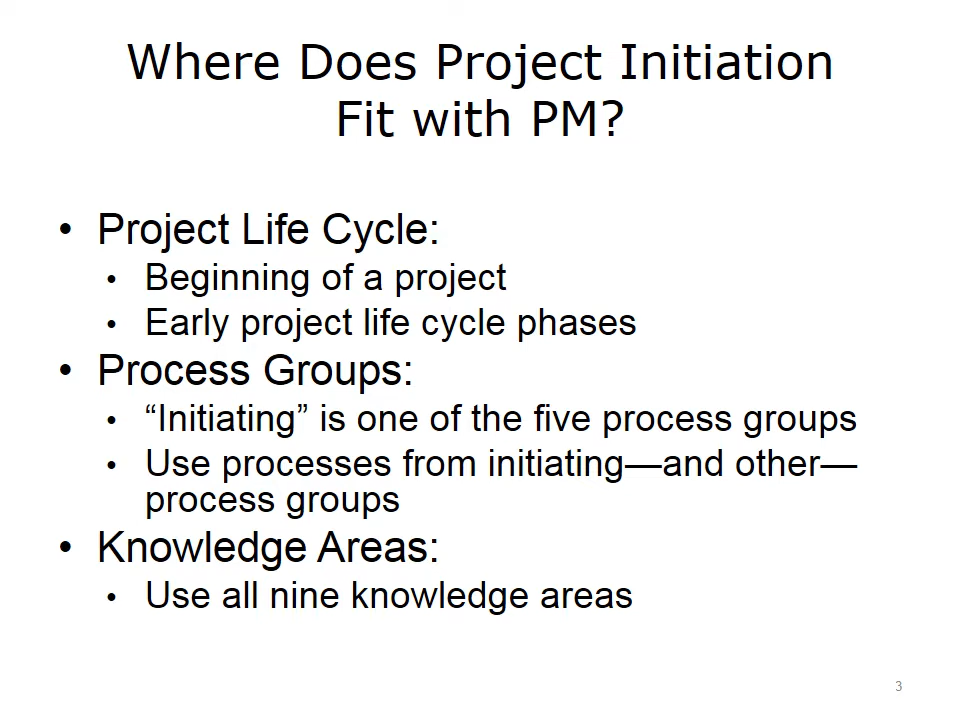 Where Does Project Initiation
Fit with PM?
• Project Life Cycle:
• Beginning of a project
• Early project life cycle phases
• Process Groups:
• “Initiating” is one of the five process groups
• Use processes from initiating—and other—
process groups
• Knowledge Areas:
• Use all nine knowledge areas
3